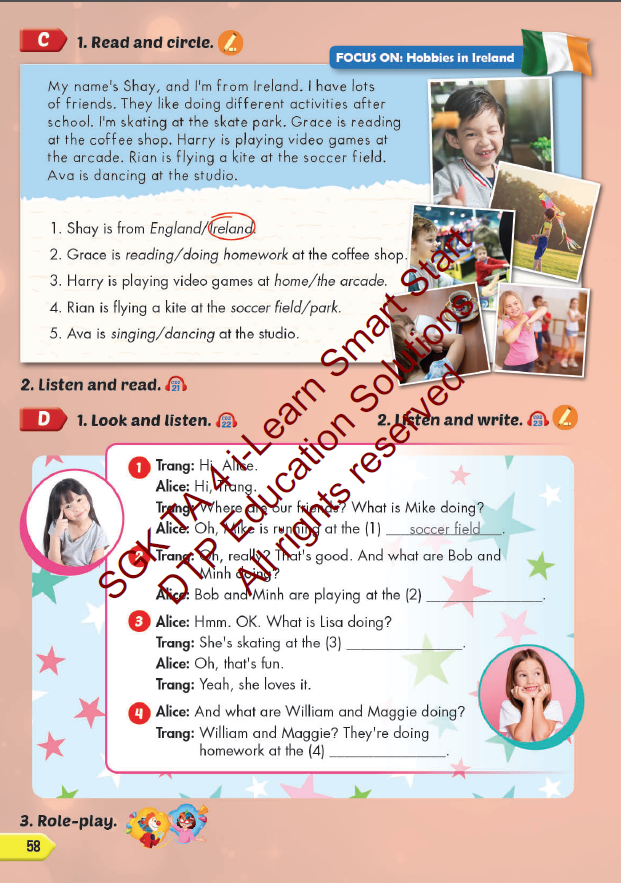 C 1. Read and circle.
FOCUS ON: Hobbies in Ireland
My name's Shay, and I'm from Ireland. I have lots
of friends. They like doing different activities after
school. I'm skating at the skate park. Grace is reading
at the coffee shop. Harry is playing video games at
the arcade. Rian is flying a kite at the soccer field.
Ava is dancing at the studio.
1. Shay is from England/Ireland.
2. Grace is reading/doing homework at the coffee shop.
3. Harry is playing video games at home/the arcade.
4. Rian is flying a kite at the soccer field/park.
5. Ava is singing/dancing at the studio.
2. Listen and read. CD2 21
D 1. Look and listen. CD2 22 2. Listen and write. CD2 23
1 Trang: Hi, Alice.
Alice: Hi, Trang.
Trang: Where are our friends? What is Mike doing?
Alice: Oh, Mike is running at the (1) soccer field.
2 Trang: Oh, really? That's good. And what are Bob and
Minh doing?
Alice: Bob and Minh are playing at the (2) ______________.
3 Alice: Hmm. OK. What is Lisa doing?
Trang: She's skating at the (3) ______________.
Alice: Oh, that's fun.
Trang: Yeah, she loves it.
4 Alice: And what are William and Maggie doing?
Trang: William and Maggie? They're doing
homework at the (4) ______________.
3. Role-play.
58
SGK TA 4 i-Learn Smart Start
DTP Education Solutions
All rights reserved